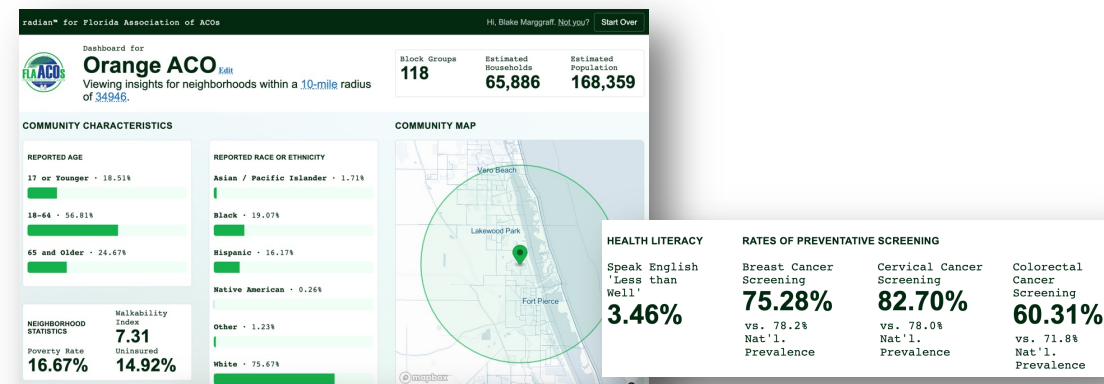 radian™ for Florida Association of ACOs
Hi, Blake Marggraff. Not you? Start Over
FLAACOs
Dashboard for
Orange ACO Edit
Viewing insights for neighborhoods within a 10-mile radius
of 34946.
Block Groups
118
Estimated
Households
65,886
Estimated
Population
168,359
COMMUNITY CHARACTERISTICS
REPORTED AGE
17 or Younger · 18.51%
18-64 · 56.81%
65 and Older · 24.67%
NEIGHBORHOOD
STATISTICS
Walkability
Index
7.31
Poverty Rate
16.67%
Uninsured
14.92%
REPORTED RACE OR ETHNICITY
Asian / Pacific Islander · 1.71%
Black · 19.07%
Hispanic · 16.17%
Native American · 0.26%
Other · 1.23%
White · 75.67%
COMMUNITY MAP
Vero Beach
Lakewood Park
Fort Pierce
mapbox
HEALTH LITERACY
Speak English
'Less than
Well'
3.46%
RATES OF PREVENTATIVE SCREENING
Breast Cancer
Screening
75.28%
vs. 78.2%
Nat'l.
Prevalence
Cervical Cancer
Screening
82.70%
vs. 78.0%
Nat'l.
Prevalence
Colorectal
Cancer
Screening
60.31%
vs. 71.8%
Nat'l.
Prevalence